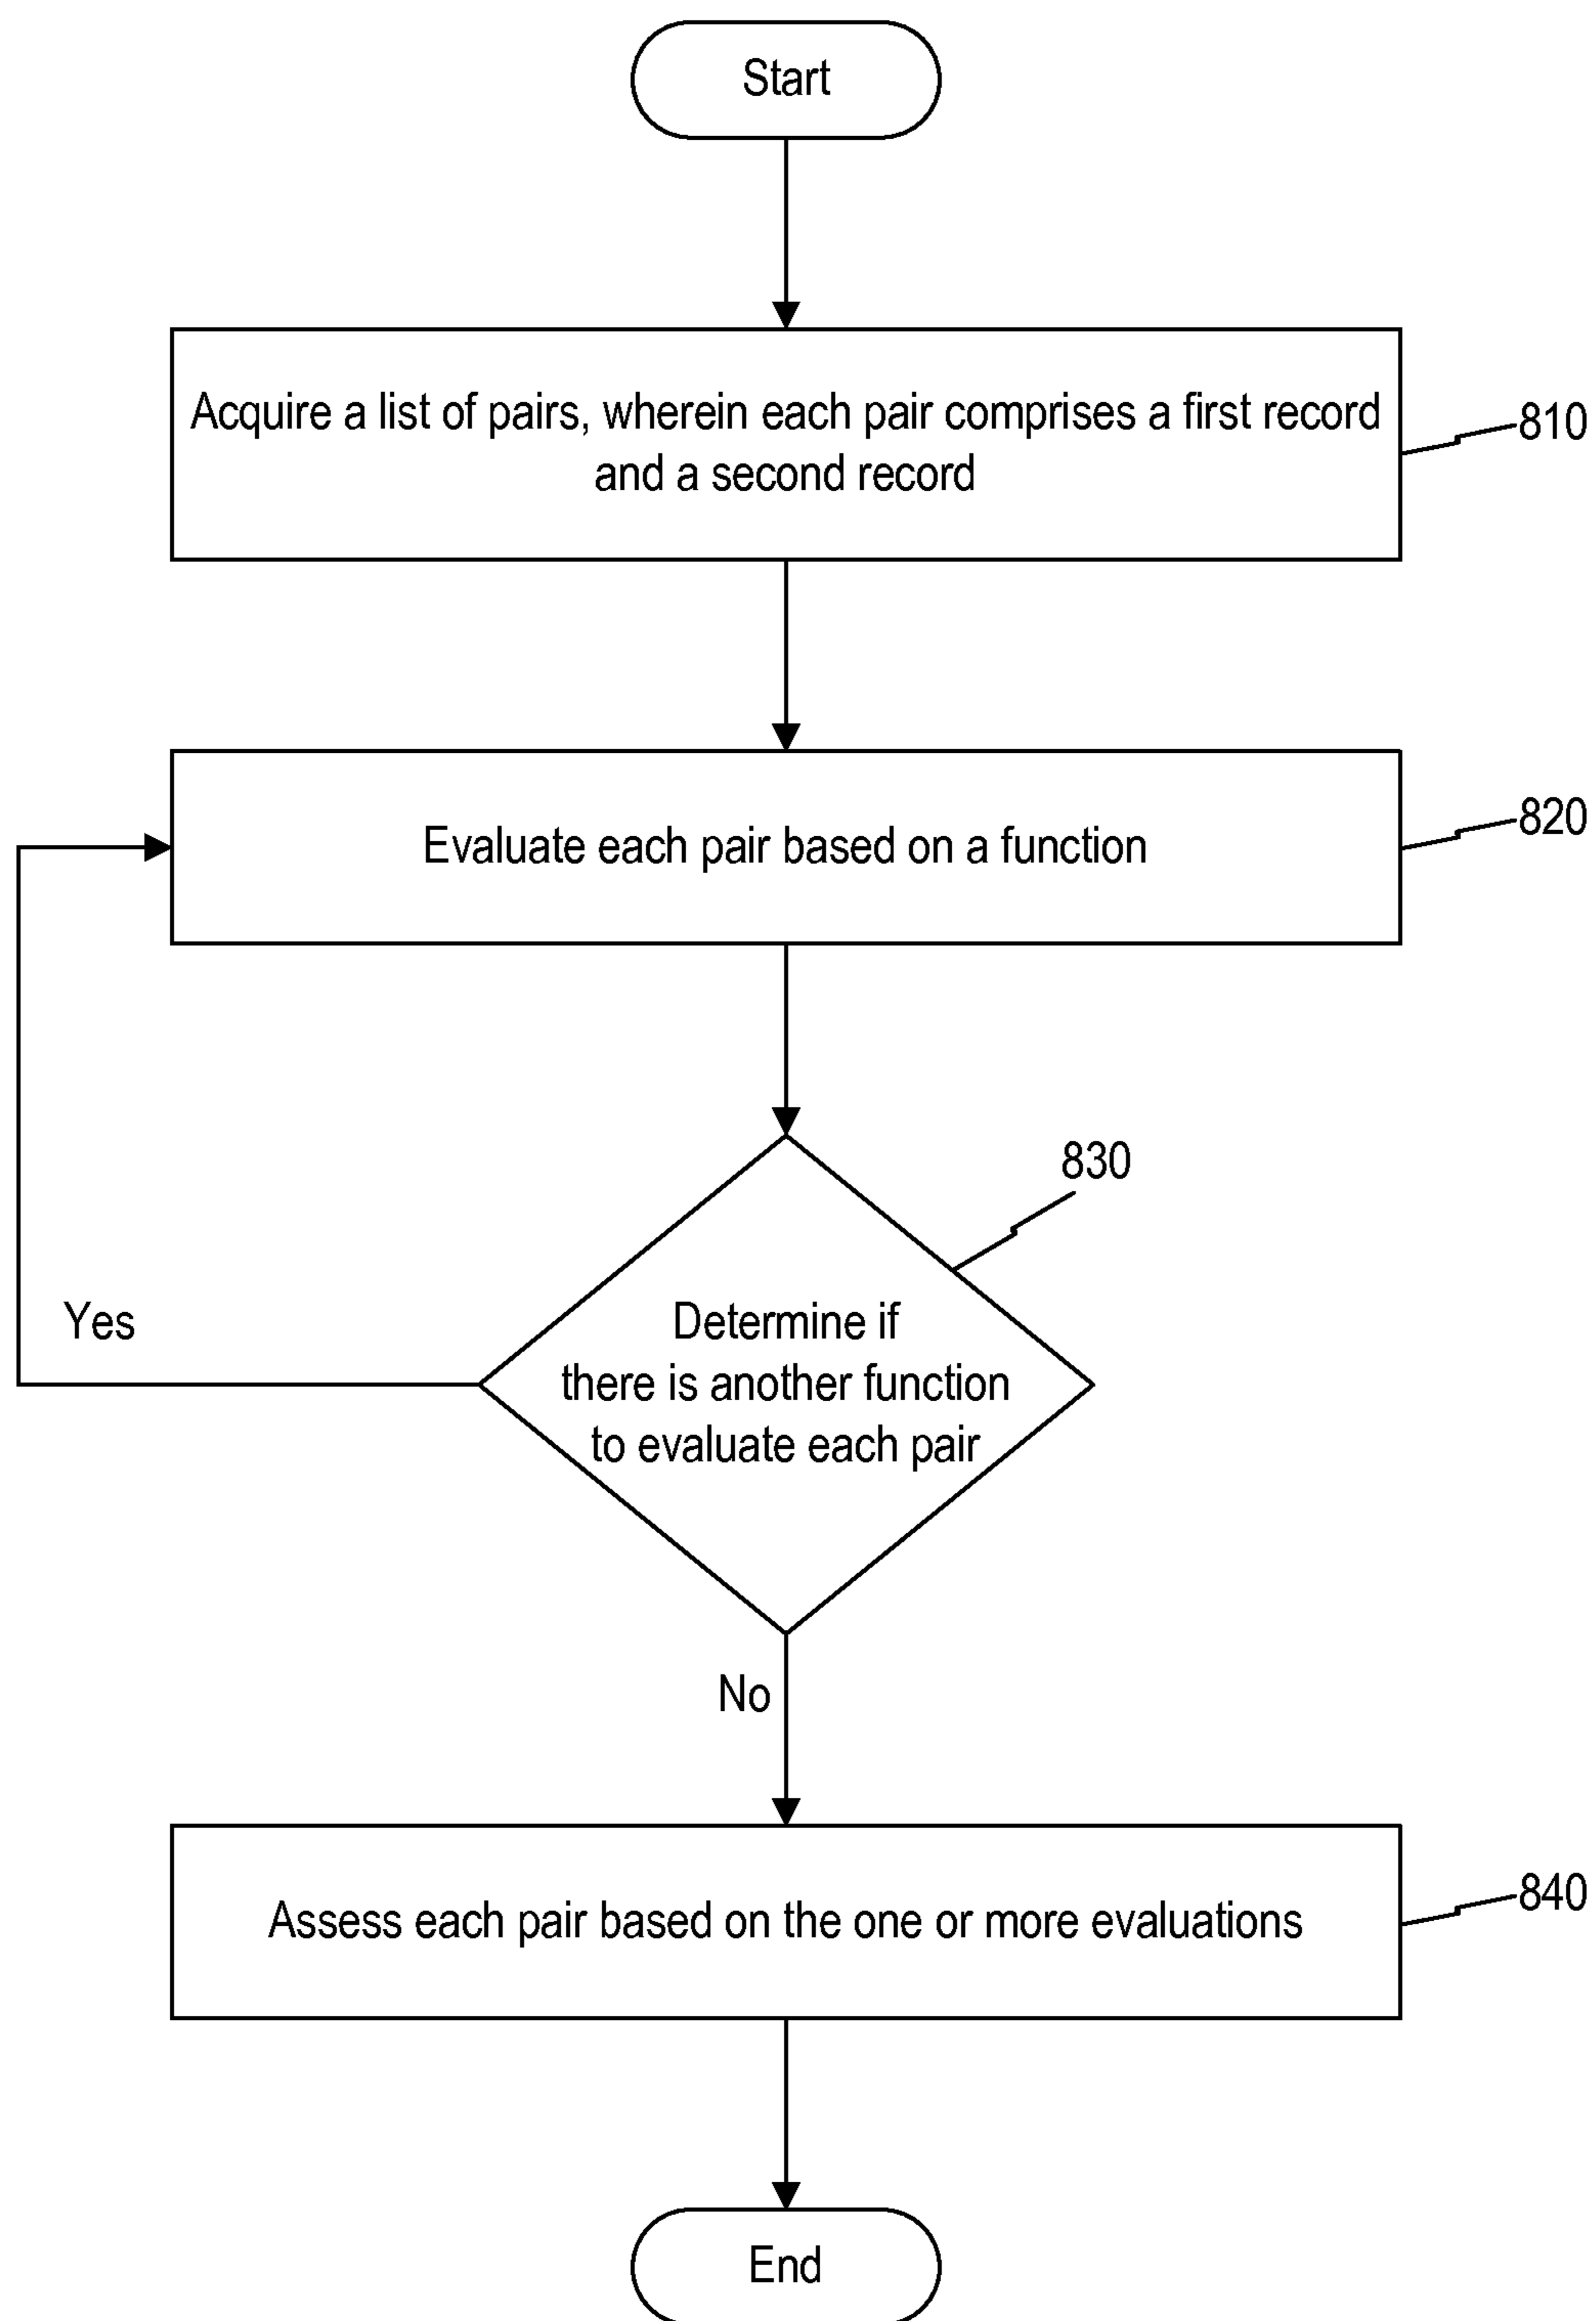 Start
Acquire a list of pairs, wherein each pair comprises a first record
and a second record
810
Evaluate each pair based on a function
820
830
Determine if
there is another function
to evaluate each pair
Yes
No
Assess each pair based on the one or more evaluations
840
End